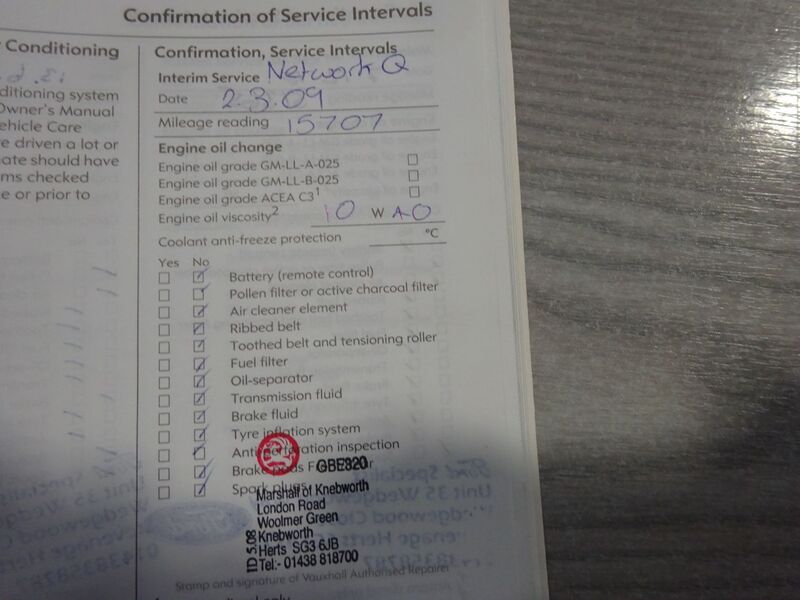 Confirmation of Service Intervals
Conditioning
ditioning system
Owner's Manual
ehicle Care
e driven a lot or
ate should have
ms checked
e or prior to
Confirmation, Service Intervals
Interim Service Network Q
Date 2.3.09
Mileage reading 15707
Engine oil change
Engine oil grade GM-LL-A-025
Engine oil grade GM-LL-B-025
Engine oil grade ACEA C3¹
Engine oil viscosity² 10 W 40
Coolant anti-freeze protection °C
Yes No
Battery (remote control)
Pollen filter or active charcoal filter
Air cleaner element
Ribbed belt
Toothed belt and tensioning roller
Fuel filter
Oil-separator
Transmission fluid
Brake fluid
Tyre inflation system
Anti-perforation inspection
Brake pads F
GBE820
Spark plugs
Marshall of Knebworth
London Road
Woolmer Green
Knebworth
Herts SG3 6JB
Tel:- 01438 818700
ID 5.08
Stamp and signature of Vauxhall Authorised Repairer